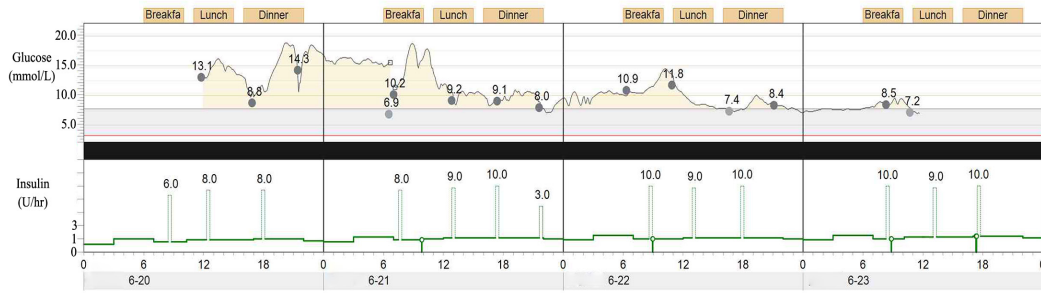 Breakfa Lunch Dinner Breakfa Lunch Dinner Breakfa Lunch Dinner Breakfa Lunch Dinner
20.0
Glucose
(mmol/L)
15.0
10.0
5.0
13.1 8.8 14.3 6.9 10.2 9.2 9.1 8.0 10.9 11.8 7.4 8.4 8.5 7.2
Insulin
(U/hr)
6.0 8.0 8.0 8.0 9.0 10.0 3.0 10.0 9.0 10.0 10.0 9.0 10.0
3
1
0
0 6 12 18 0 6 12 18 0 6 12 18 0 6 12 18 0
6-20 6-21 6-22 6-23